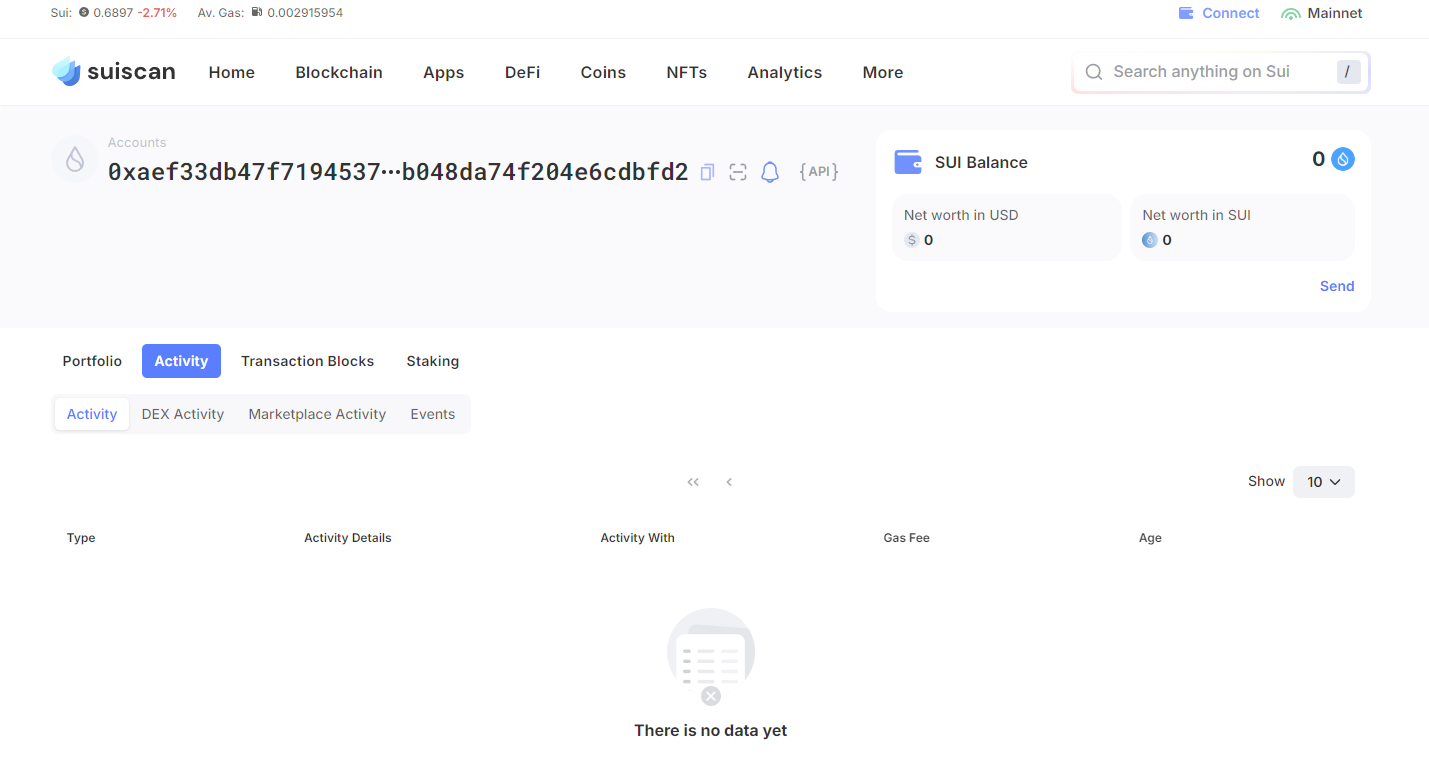 Sui: 0.6897 -2.71% Av. Gas: 0.002915954 Connect Mainnet
suiscan Home Blockchain Apps DeFi Coins NFTs Analytics More Search anything on Sui /
Accounts
0xaef33db47f7194537···b048da74f204e6cdbfd2 {API}
SUI Balance 0
Net worth in USD Net worth in SUI
$ 0 0
Send
Portfolio Activity Transaction Blocks Staking
Activity DEX Activity Marketplace Activity Events
Show 10
Type Activity Details Activity With Gas Fee Age
There is no data yet